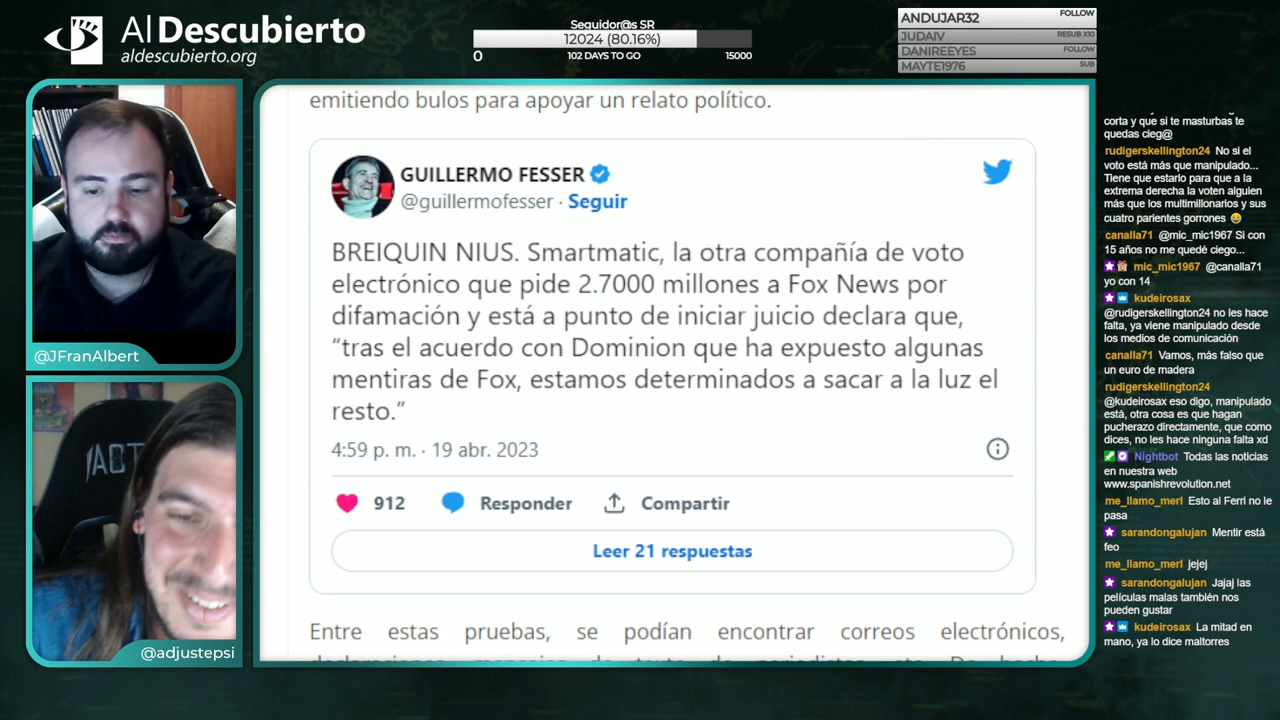 Al Descubierto
aldescubierto.org
Seguidor@s SR
12024 (80.16%)
0
102 DAYS TO GO
15000
ANDUJAR32 FOLLOW
JUDAIV RESUB X10
DANIREEYES FOLLOW
MAYTE1976 SUB
@JFranAlbert
@adjustepsi
emitiendo bulos para apoyar un relato político.
GUILLERMO FESSER
@guillermofesser · Seguir
BREIQUIN NIUS. Smartmatic, la otra compañía de voto
electrónico que pide 2.7000 millones a Fox News por
difamación y está a punto de iniciar juicio declara que,
“tras el acuerdo con Dominion que ha expuesto algunas
mentiras de Fox, estamos determinados a sacar a la luz el
resto.”
4:59 p. m. · 19 abr. 2023
912 Responder Compartir
Leer 21 respuestas
Entre estas pruebas, se podían encontrar correos electrónicos,
corta y que si te masturbas te
quedas cieg@
rudigerskellington24 No si el
voto está más que manipulado...
Tiene que estarlo para que a la
extrema derecha la voten alguien
más que los multimillonarios y sus
cuatro parientes gorrones 😂
canalla71 @mic_mic1967 Si con
15 años no me quedé ciego...
mic_mic1967 @canalla71
yo con 14
kudeirosax
@rudigerskellington24 no les hace
falta, ya viene manipulado desde
los medios de comunicación
canalla71 Vamos, más falso que
un euro de madera
rudigerskellington24
@kudeirosax eso digo, manipulado
está, otra cosa es que hagan
pucherazo directamente, que como
dices, no les hace ninguna falta xd
Nightbot Todas las noticias
en nuestra web
www.spanishrevolution.net
me_llamo_merl Esto al Ferri no le
pasa
sarandongalujan Mentir está
feo
me_llamo_merl jejej
sarandongalujan Jajaj las
películas malas también nos
pueden gustar
kudeirosax La mitad en
mano, ya lo dice maltorres